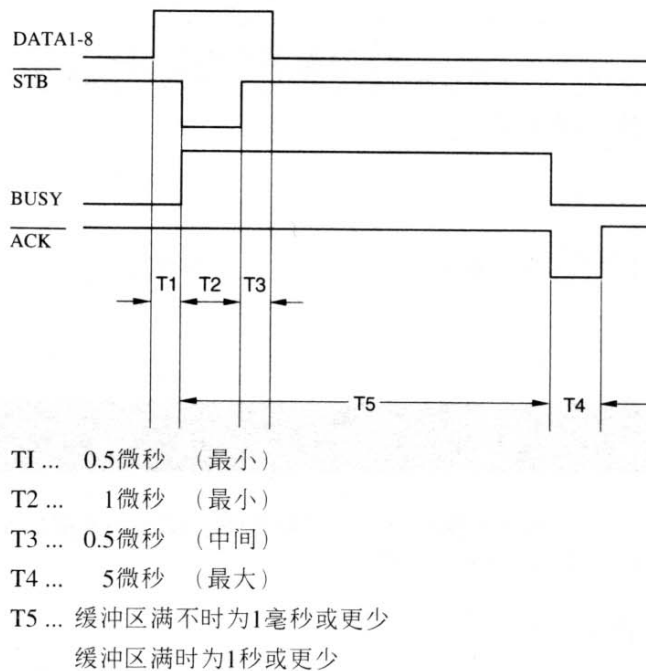 DATA1-8
STB
BUSY
ACK
T1 T2 T3
T5 T4
TI ... 0.5微秒 （最小）
T2 ... 1微秒 （最小）
T3 ... 0.5微秒 （中间）
T4 ... 5微秒 （最大）
T5 ... 缓冲区满不时为1毫秒或更少
缓冲区满时为1秒或更少